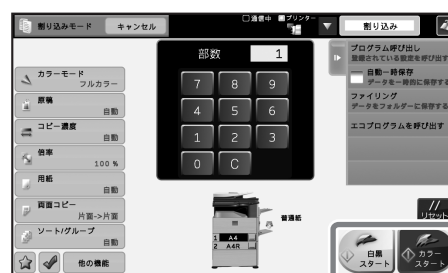 割り込みモード キャンセル 通信中 プリンター 割り込み
部数 1
カラーモード
フルカラー
原稿
自動
コピー濃度
自動
倍率
100 %
用紙
自動
両面コピー
片面->片面
ソート/グループ
自動
他の機能
7 8 9
4 5 6
1 2 3
0 C
普通紙
1 A4
2 A4R
プログラム呼び出し
登録されている設定を呼び出す
自動一時保存
データを一時的に保存する
ファイリング
データをフォルダーに保存する
エコプログラムを呼び出す
リセット
白黒
スタート
カラー
スタート